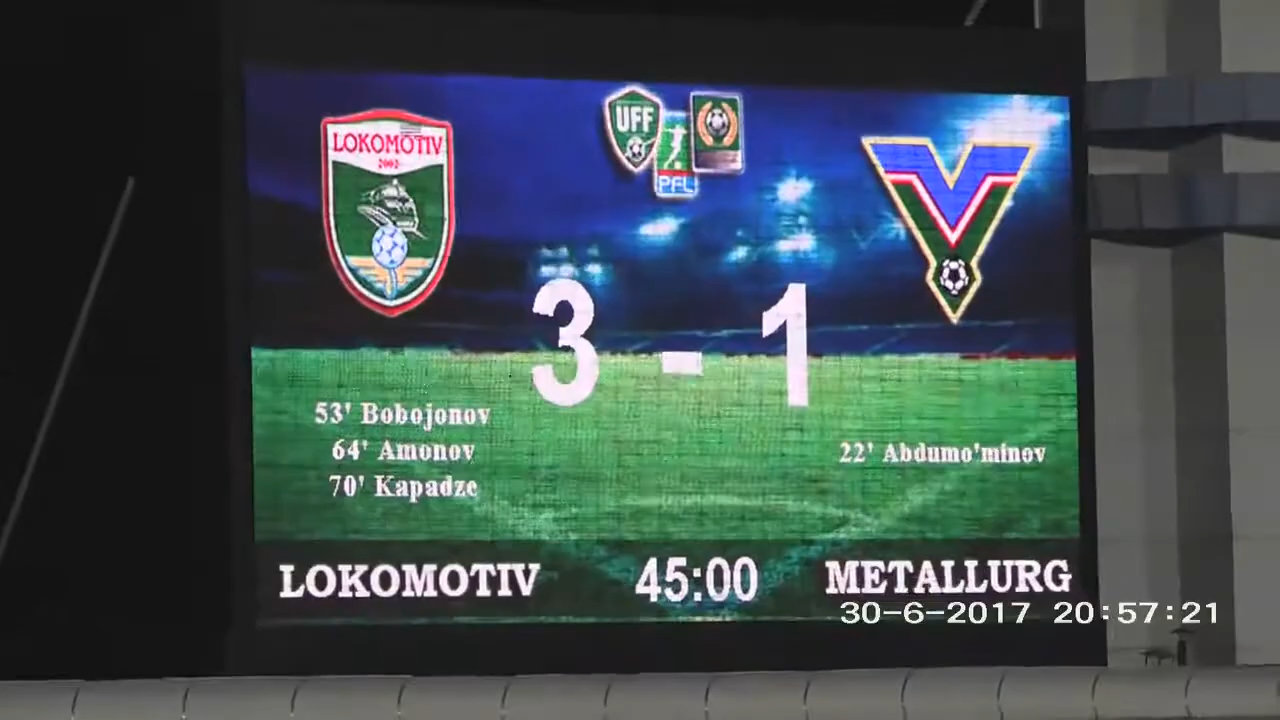 LOKOMOTIV
2002
UFF
PFL
3 - 1
53' Bobojonov
64' Amonov
70' Kapadze
22' Abdumo'minov
LOKOMOTIV 45:00 METALLURG
30-6-2017 20:57:21